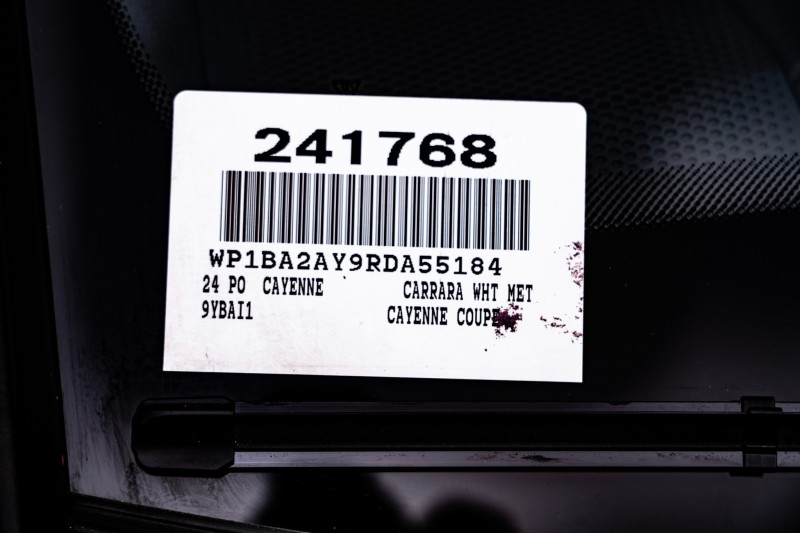 241768
WP1BA2AY9RDA55184
24 PO CAYENNE CARRARA WHT MET
9YBAI1 CAYENNE COUPE